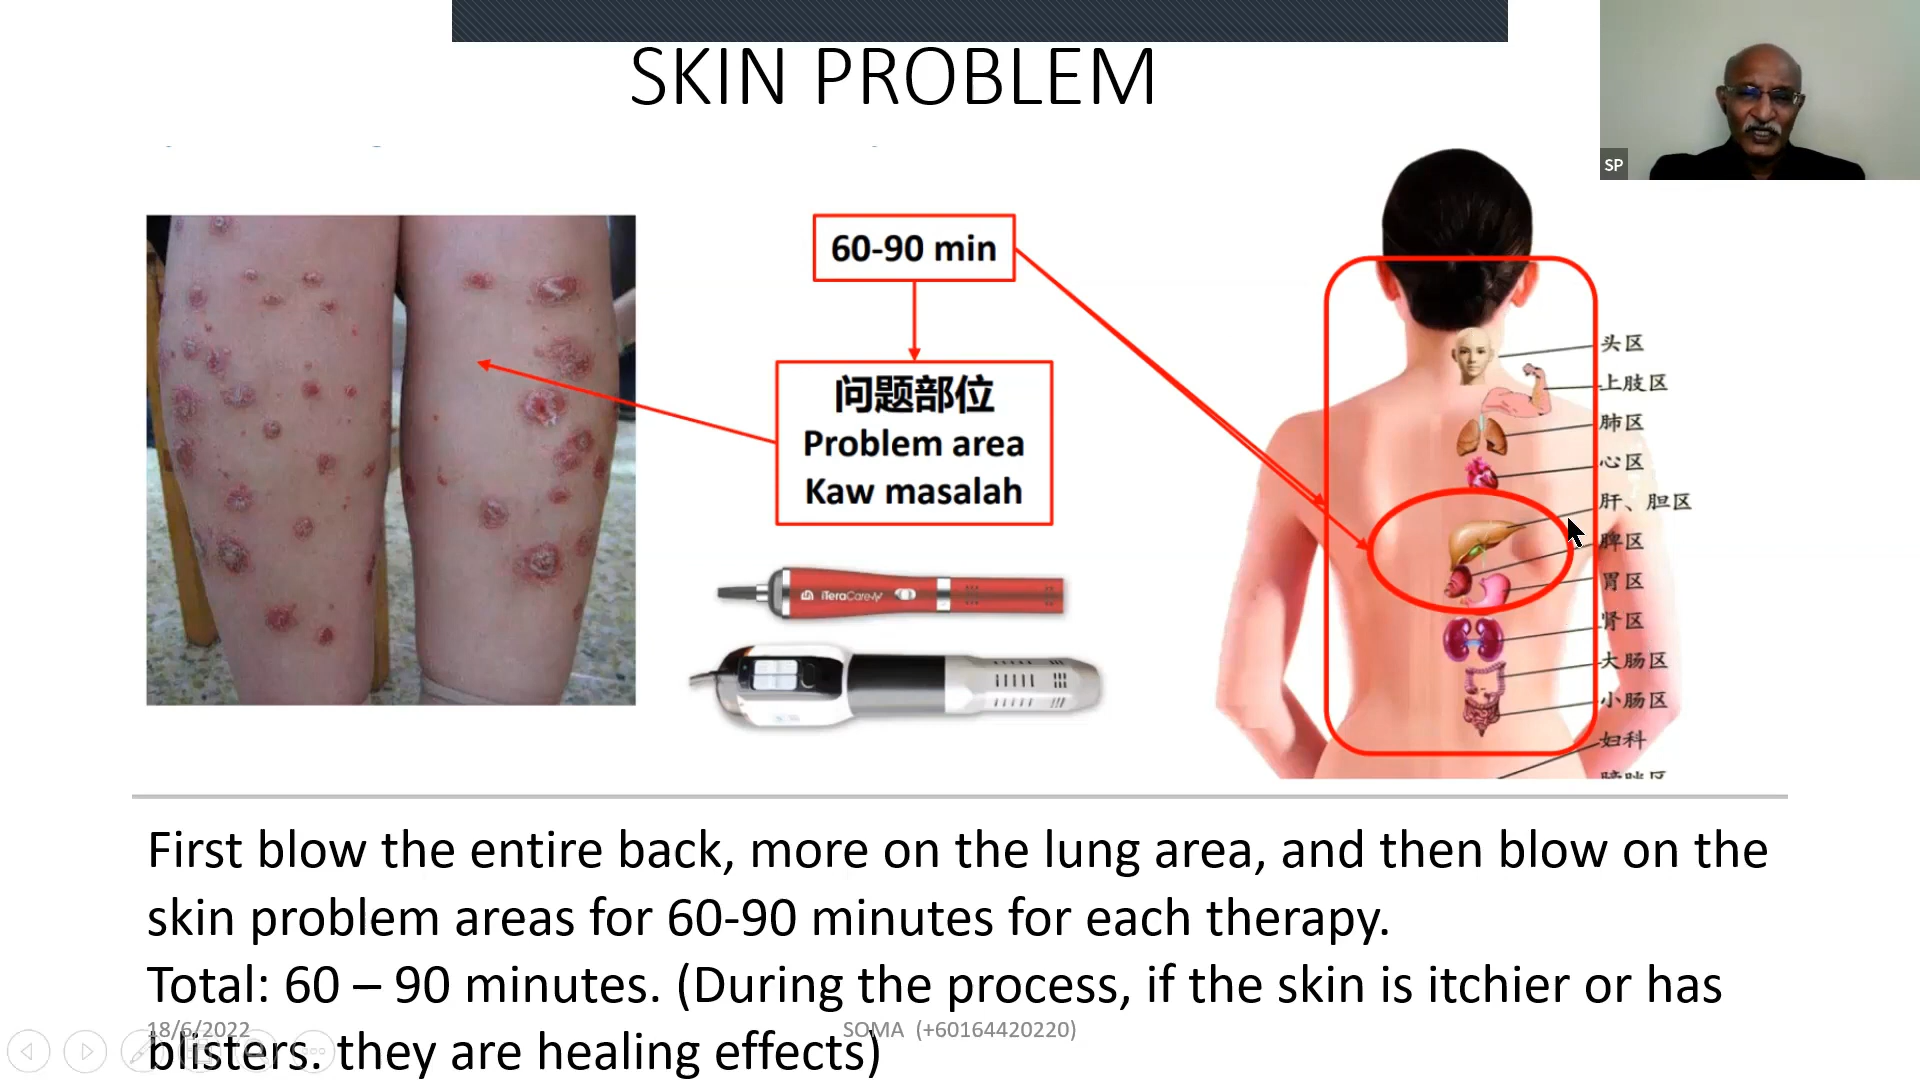 SKIN PROBLEM
SP
60-90 min
问题部位
Problem area
Kaw masalah
iTeraCare
头区
上肢区
肺区
心区
肝、胆区
脾区
胃区
肾区
大肠区
小肠区
妇科
First blow the entire back, more on the lung area, and then blow on the
skin problem areas for 60-90 minutes for each therapy.
Total: 60 – 90 minutes. (During the process, if the skin is itchier or has
blisters. they are healing effects)
18/6/2022
SOMA (+60164420220)